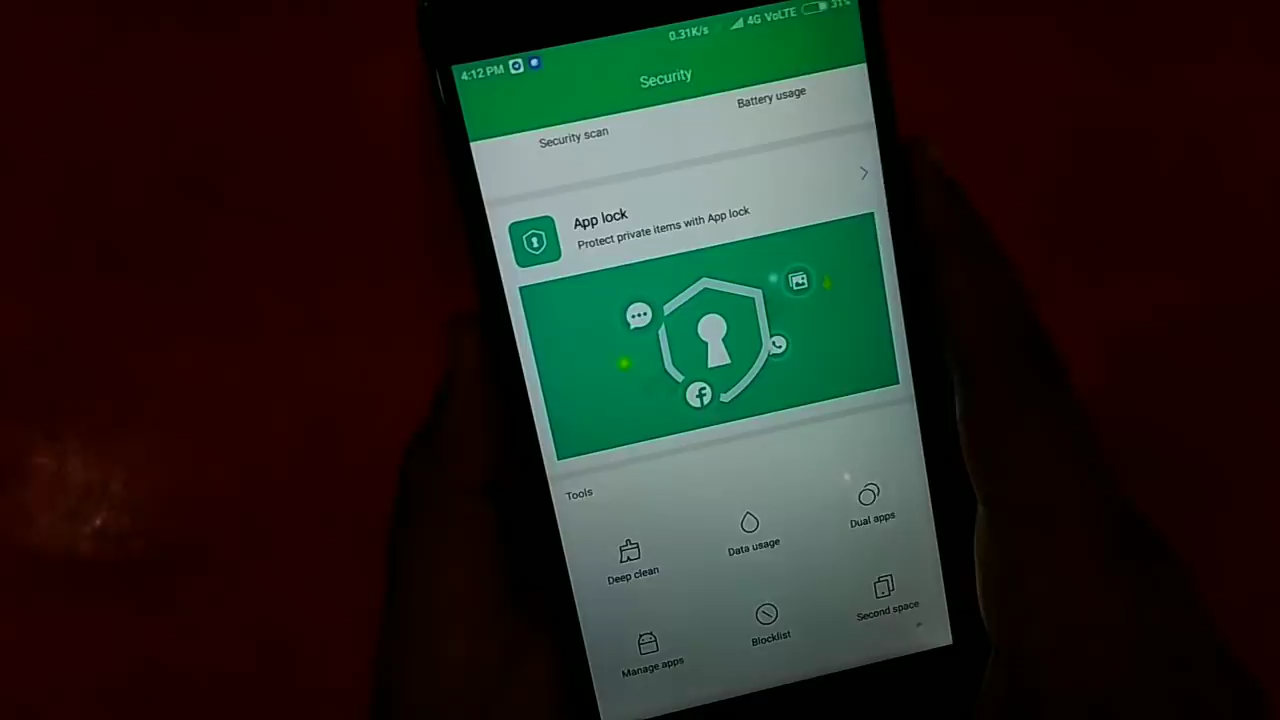 4:12 PM
0.31K/s
4G VoLTE
31%
Security
Security scan
Battery usage
App lock
Protect private items with App lock
Tools
Deep clean
Data usage
Dual apps
Manage apps
Blocklist
Second space